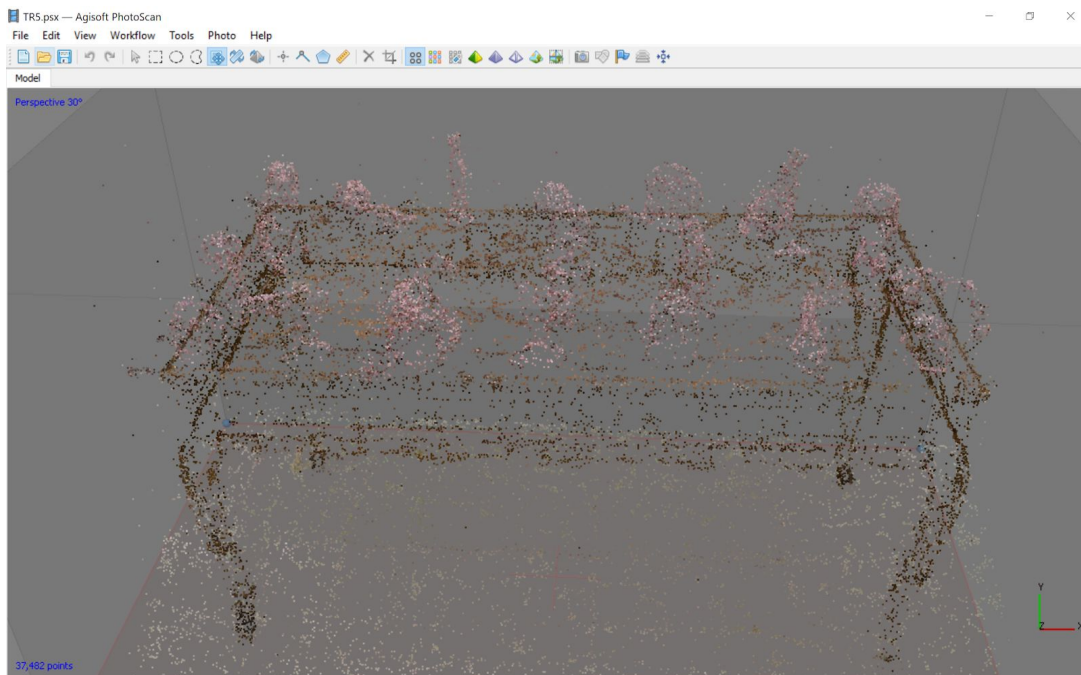 TR5.psx — Agisoft PhotoScan
File Edit View Workflow Tools Photo Help
Model
Perspective 30°
Y
Z X
37,482 points